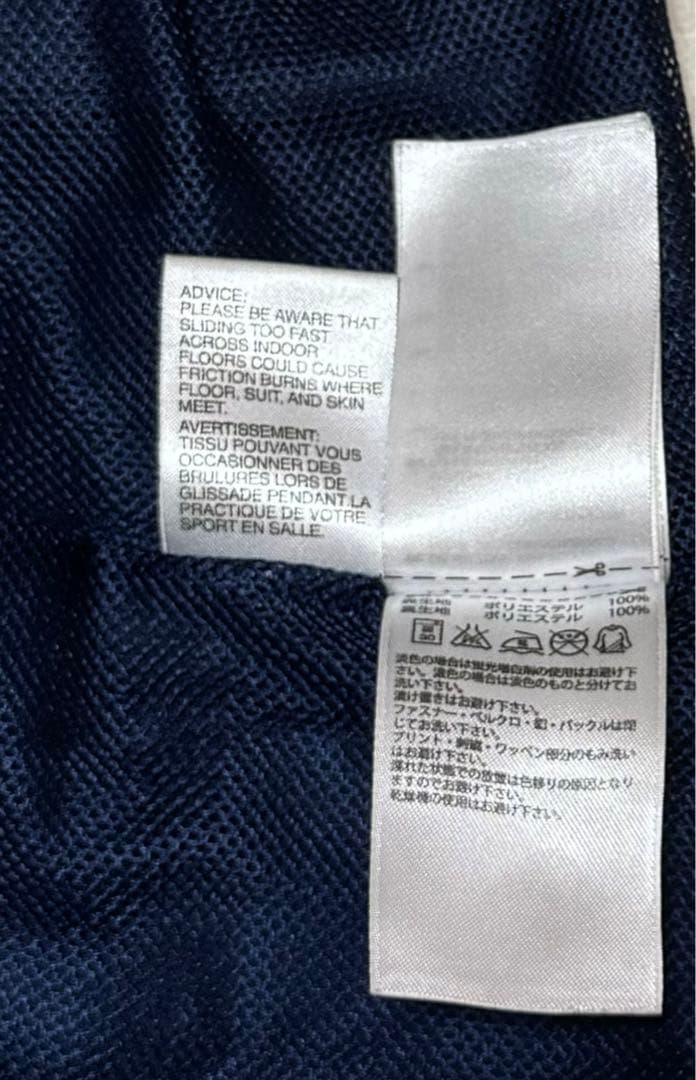 ADVICE:
PLEASE BE AWARE THAT
SLIDING TOO FAST
ACROSS INDOOR
FLOORS COULD CAUSE
FRICTION BURNS WHERE
FLOOR, SUIT, AND SKIN
MEET.
AVERTISSEMENT:
TISSU POUVANT VOUS
OCCASIONNER DES
BRULURES LORS DE
GLISSADE PENDANT LA
PRACTIQUE DE VOTRE
SPORT EN SALLE.
表生地 ポリエステル 100%
裏生地 ポリエステル 100%
淡色の場合は蛍光増白剤の使用はお避け下
さい。濃色の場合は淡色のものと分けてお
洗い下さい。
漬け置きはお避け下さい。
ファスナー・ベルクロ・釦・バックルは閉
じてお洗い下さい。
プリント・刺繍・ワッペン部分のもみ洗い
はお避け下さい。
濡れた状態での放置は色移りの原因となり
ますのでお避け下さい。
乾燥機の使用はお避け下さい。